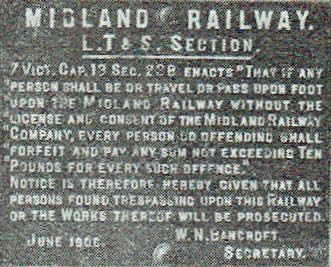 MIDLAND RAILWAY.
L.T & S. SECTION.
7 VICT. CAP. 18 SEC. 238 ENACTS "THAT IF ANY
PERSON SHALL BE OR TRAVEL OR PASS UPON FOOT
UPON THE MIDLAND RAILWAY WITHOUT THE
LICENSE AND CONSENT OF THE MIDLAND RAILWAY
COMPANY, EVERY PERSON SO OFFENDING SHALL
FORFEIT AND PAY ANY SUM NOT EXCEEDING TEN
POUNDS FOR EVERY SUCH OFFENCE."
NOTICE IS THEREFORE HEREBY GIVEN THAT ALL
PERSONS FOUND TRESPASSING UPON THIS RAILWAY
OR THE WORKS THEREOF WILL BE PROSECUTED
JUNE W.N. BANCROFT.
SECRETARY.